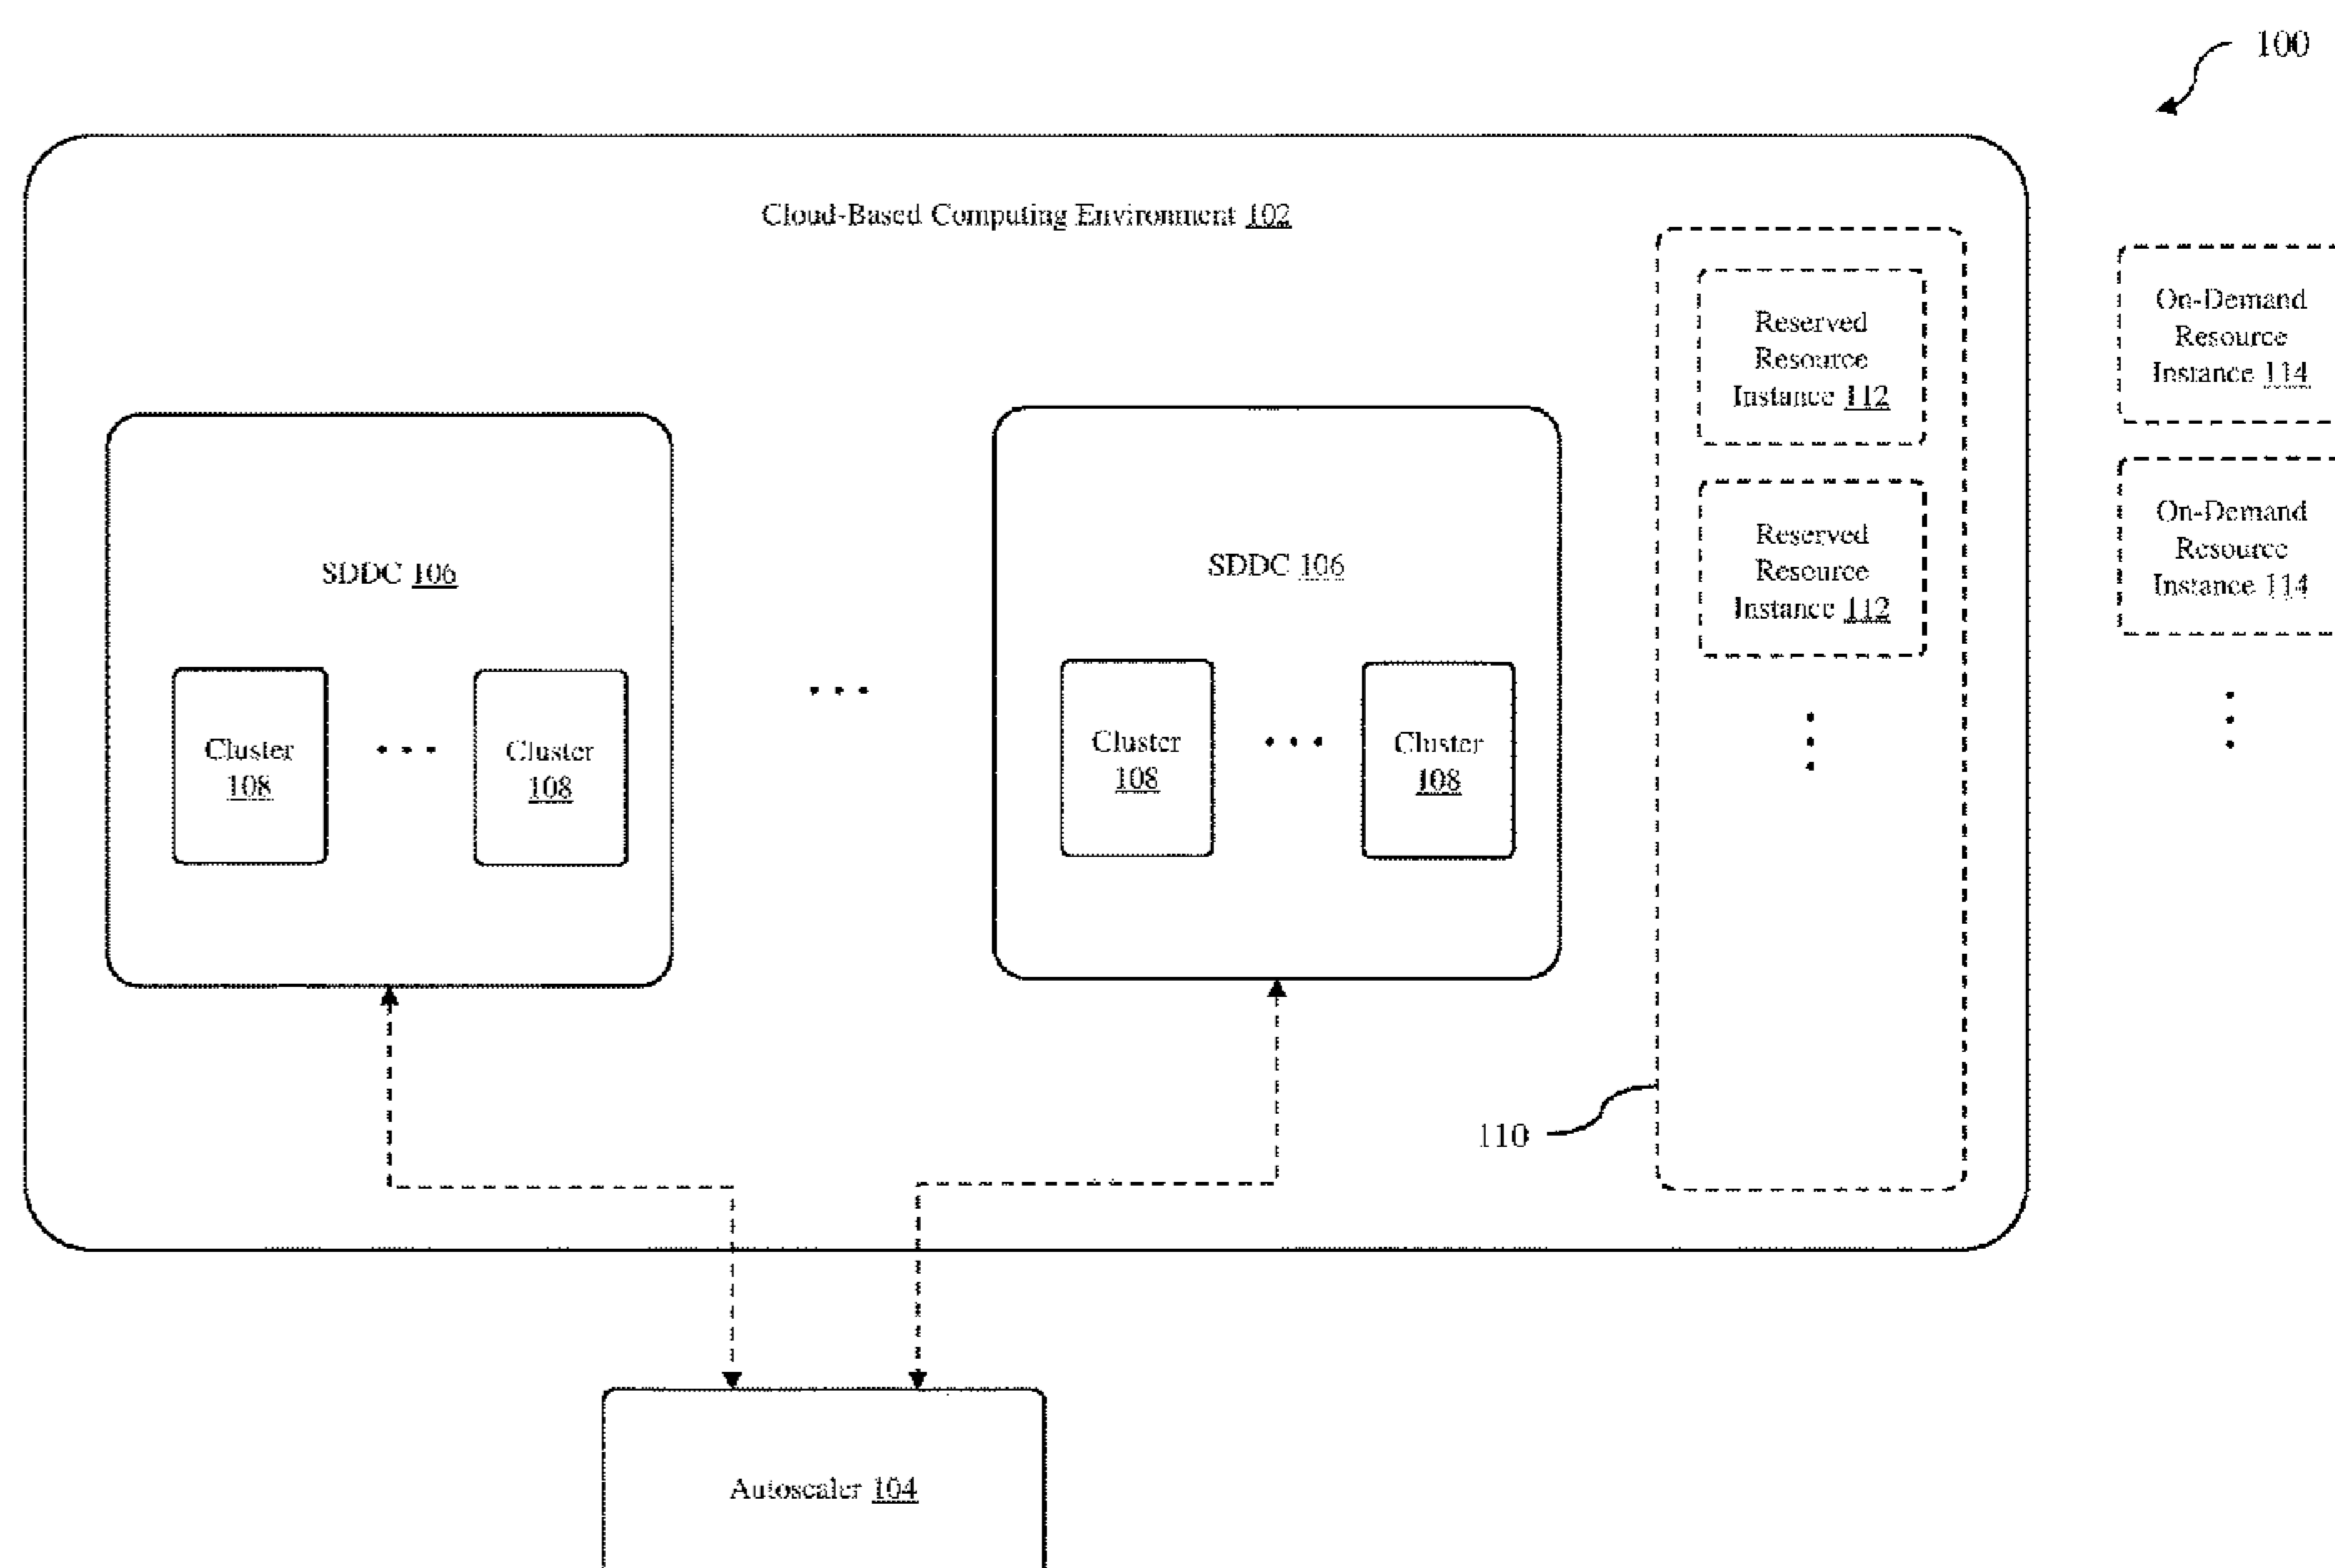 100
Cloud-Based Computing Environment 102
Reserved
Resource
Instance 112
Reserved
Resource
Instance 112
On-Demand
Resource
Instance 114
On-Demand
Resource
Instance 114
SDDC 106
Cluster
108
Cluster
108
SDDC 106
Cluster
108
Cluster
108
110
Autoscaler 104